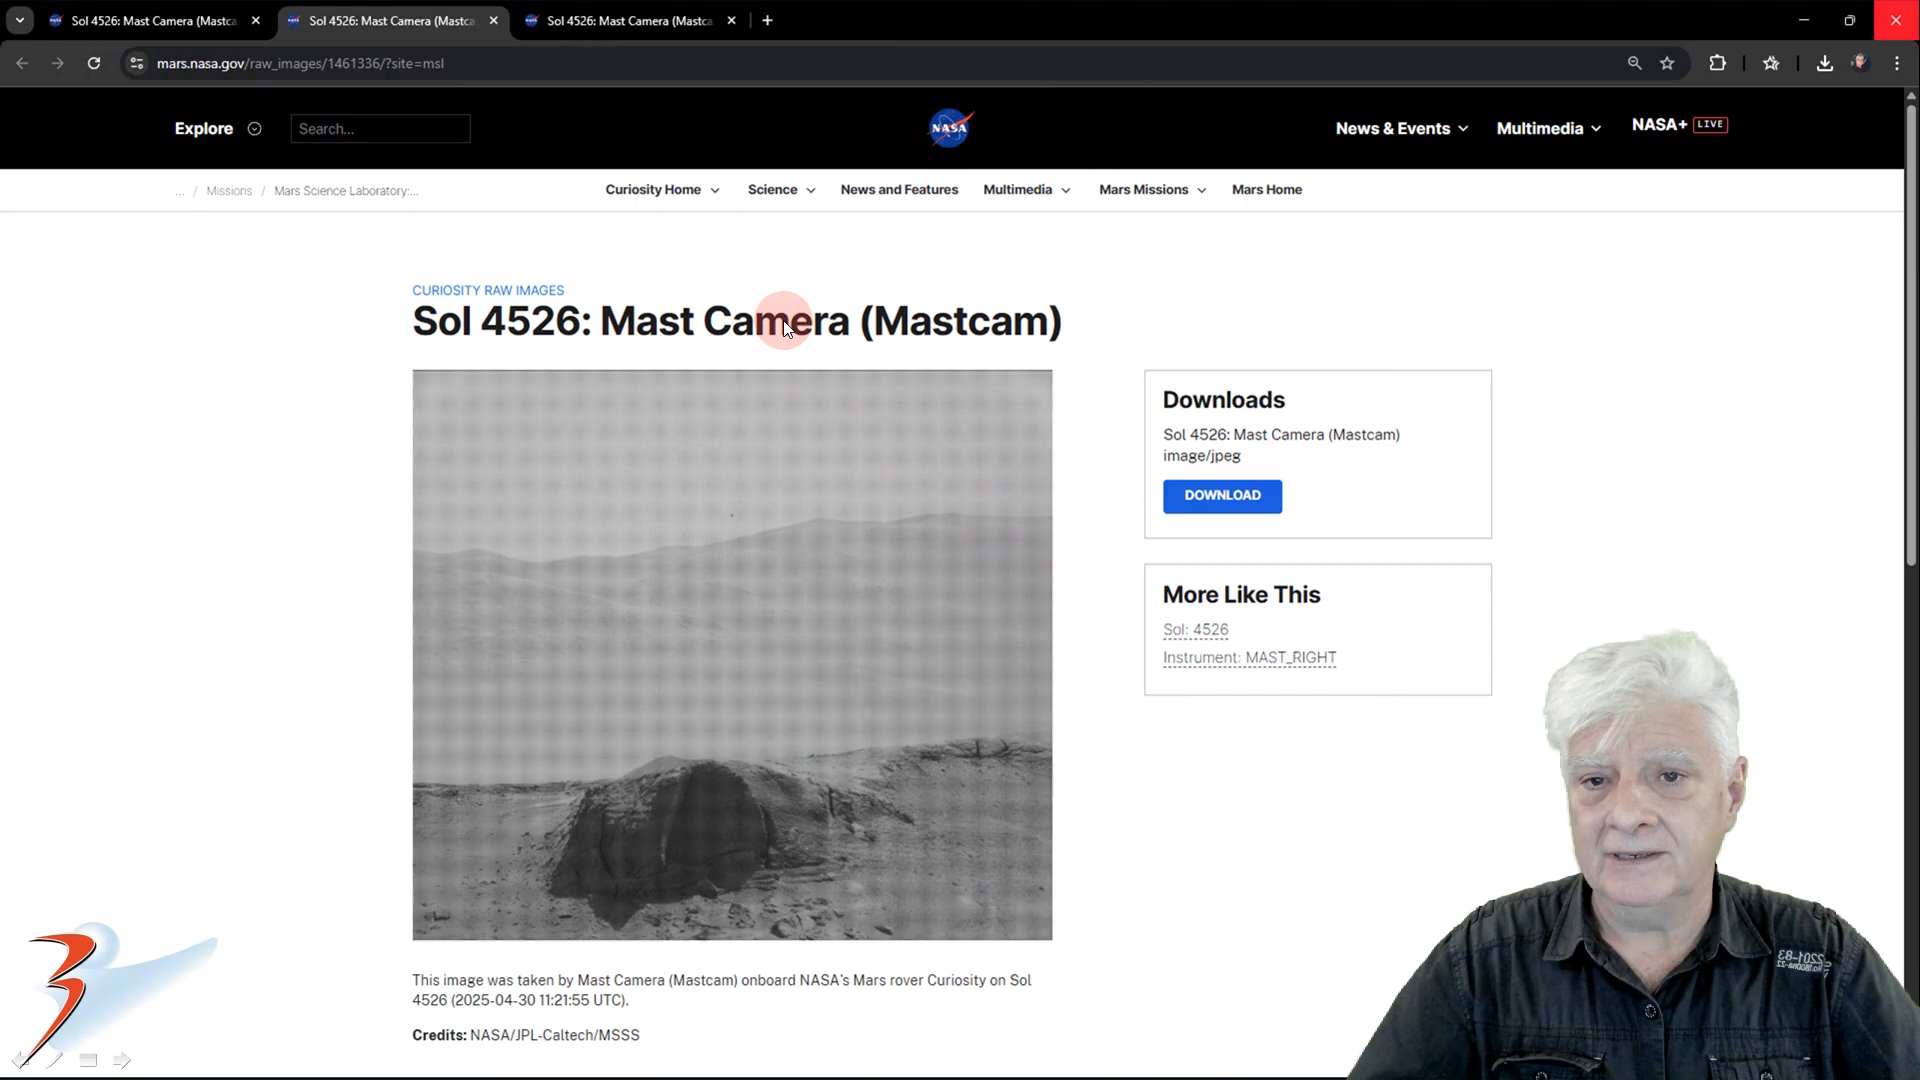 Sol 4526: Mast Camera (Mastca
Sol 4526: Mast Camera (Mastca
Sol 4526: Mast Camera (Mastca
mars.nasa.gov/raw_images/1461336/?site=msl
Explore
Search...
NASA
News & Events
Multimedia
NASA+ LIVE
... / Missions / Mars Science Laboratory:...
Curiosity Home
Science
News and Features
Multimedia
Mars Missions
Mars Home
CURIOSITY RAW IMAGES
Sol 4526: Mast Camera (Mastcam)
Downloads
Sol 4526: Mast Camera (Mastcam)
image/jpeg
DOWNLOAD
More Like This
Sol: 4526
Instrument: MAST_RIGHT
This image was taken by Mast Camera (Mastcam) onboard NASA's Mars rover Curiosity on Sol
4526 (2025-04-30 11:21:55 UTC).
Credits: NASA/JPL-Caltech/MSSS